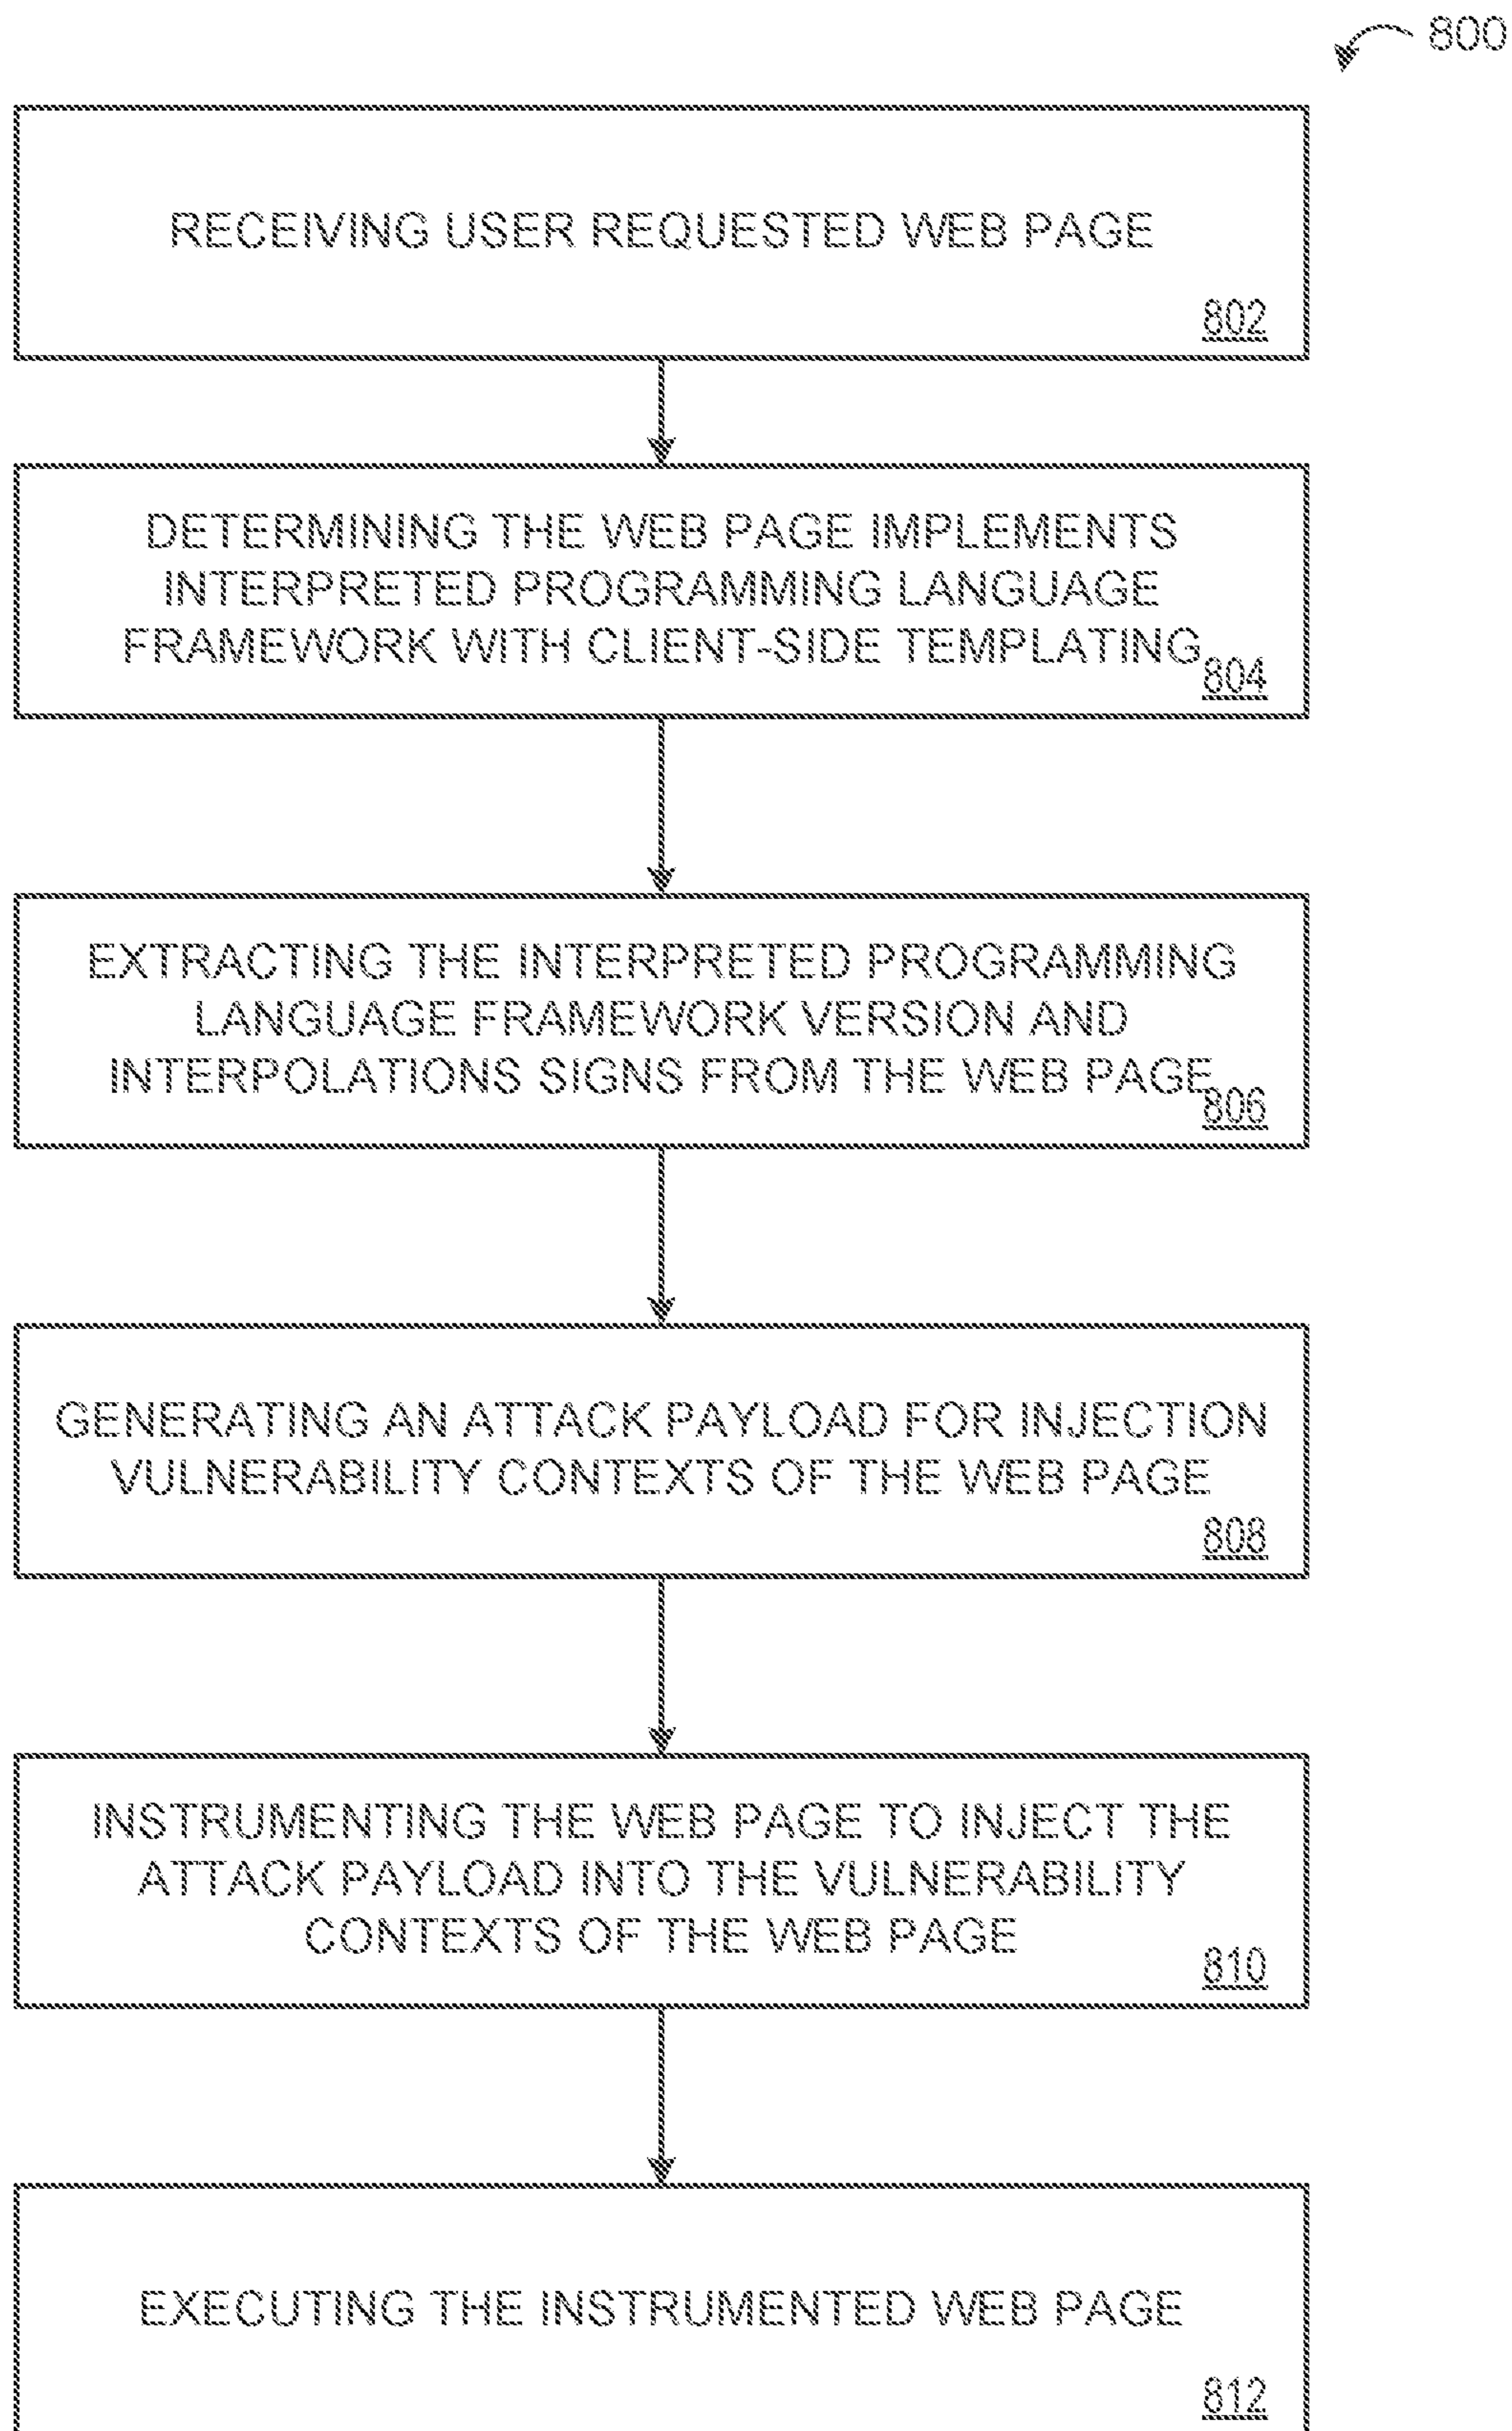 800
RECEIVING USER REQUESTED WEB PAGE
802
DETERMINING THE WEB PAGE IMPLEMENTS
INTERPRETED PROGRAMMING LANGUAGE
FRAMEWORK WITH CLIENT-SIDE TEMPLATING
804
EXTRACTING THE INTERPRETED PROGRAMMING
LANGUAGE FRAMEWORK VERSION AND
INTERPOLATIONS SIGNS FROM THE WEB PAGE
806
GENERATING AN ATTACK PAYLOAD FOR INJECTION
VULNERABILITY CONTEXTS OF THE WEB PAGE
808
INSTRUMENTING THE WEB PAGE TO INJECT THE
ATTACK PAYLOAD INTO THE VULNERABILITY
CONTEXTS OF THE WEB PAGE
810
EXECUTING THE INSTRUMENTED WEB PAGE
812